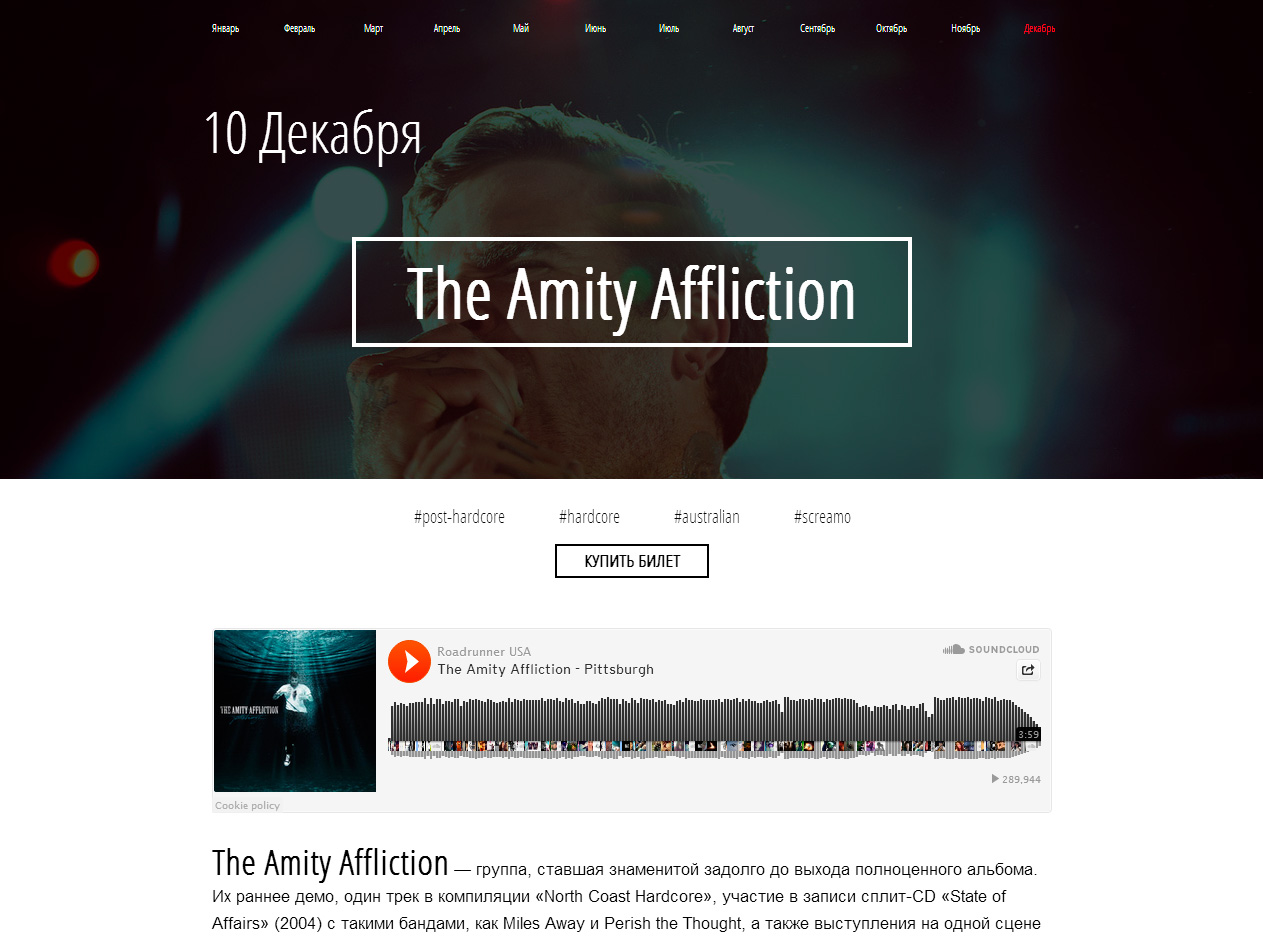 Январь Февраль Март Апрель Май Июнь Июль Август Сентябрь Октябрь Ноябрь Декабрь
10 Декабря
The Amity Affliction
#post-hardcore #hardcore #australian #screamo
КУПИТЬ БИЛЕТ
Roadrunner USA
SOUNDCLOUD
The Amity Affliction - Pittsburgh
THE AMITY AFFLICTION
3:59
289,944
Cookie policy
The Amity Affliction — группа, ставшая знаменитой задолго до выхода полноценного альбома.
Их раннее демо, один трек в компиляции «North Coast Hardcore», участие в записи сплит-CD «State of
Affairs» (2004) с такими бандами, как Miles Away и Perish the Thought, а также выступления на одной сцене